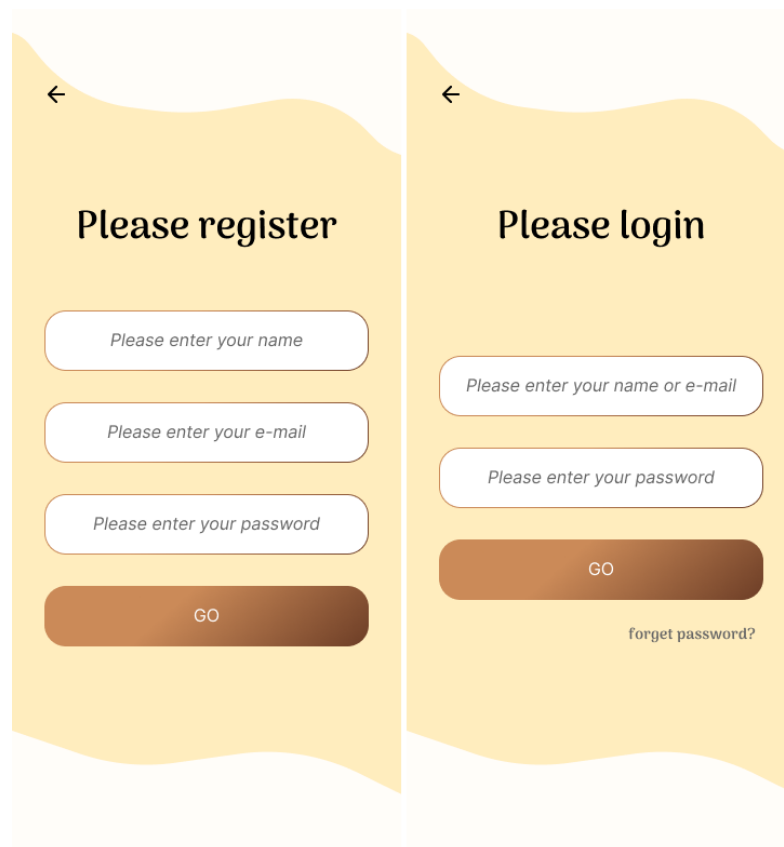 Please register
Please enter your name
Please enter your e-mail
Please enter your password
GO
Please login
Please enter your name or e-mail
Please enter your password
GO
forget password?